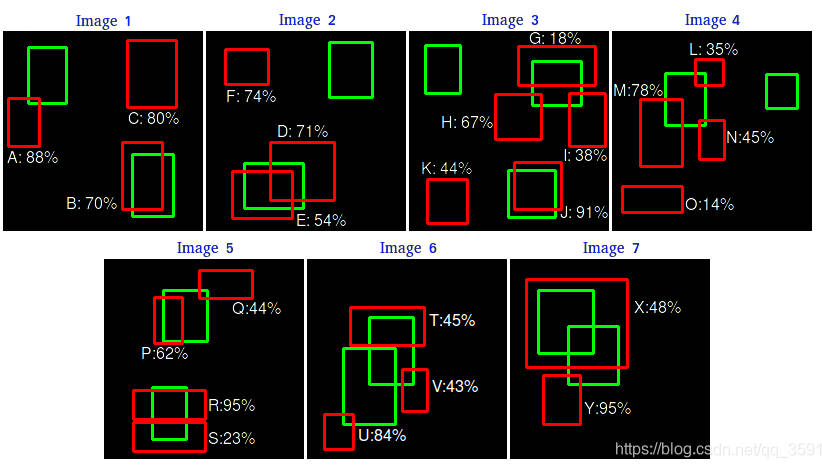 Image 1
Image 2
Image 3
Image 4
A: 88%
B: 70%
C: 80%
D: 71%
E: 54%
F: 74%
G: 18%
H: 67%
I: 38%
J: 91%
K: 44%
L: 35%
M:78%
N:45%
O:14%
Image 5
Image 6
Image 7
P:62%
Q:44%
R:95%
S:23%
T:45%
U:84%
V:43%
X:48%
Y:95%
https://blog.csdn.net/qq_3591